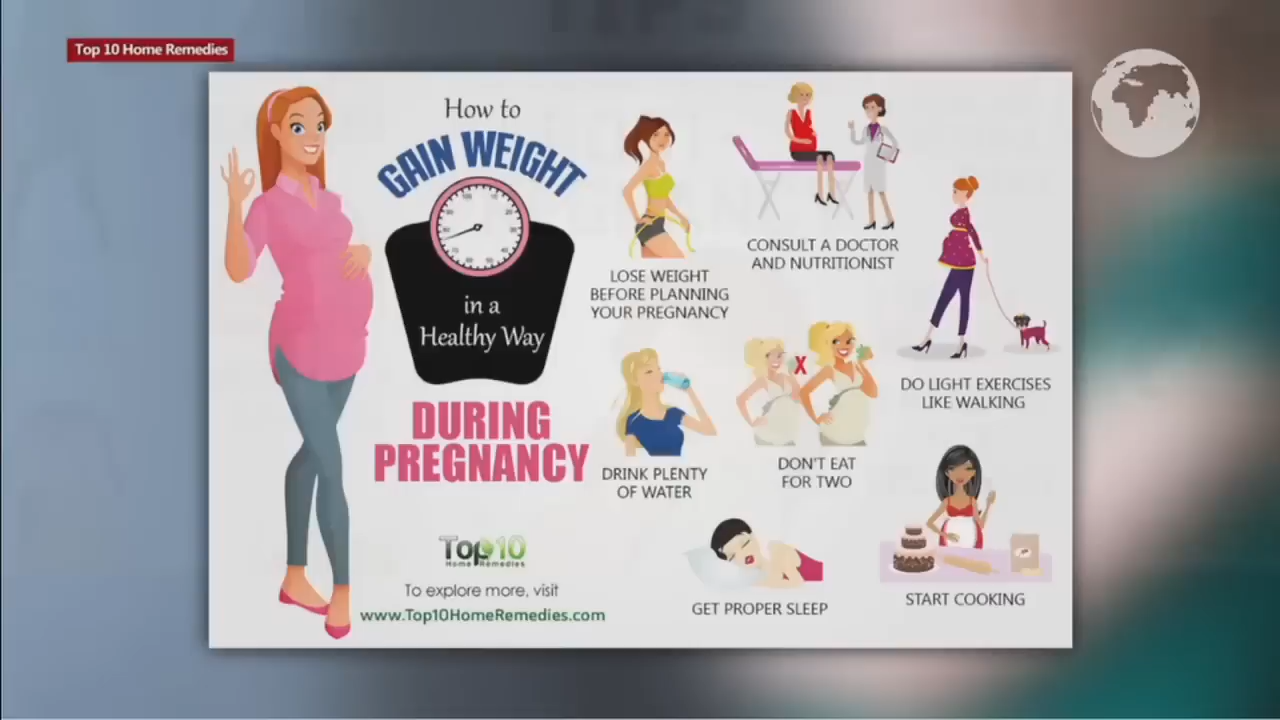 Top 10 Home Remedies
How to
GAIN WEIGHT
in a
Healthy Way
DURING
PREGNANCY
Top10
Home Remedies
To explore more, visit
www.Top10HomeRemedies.com
LOSE WEIGHT
BEFORE PLANNING
YOUR PREGNANCY
CONSULT A DOCTOR
AND NUTRITIONIST
DO LIGHT EXERCISES
LIKE WALKING
DRINK PLENTY
OF WATER
X
DON'T EAT
FOR TWO
GET PROPER SLEEP
START COOKING